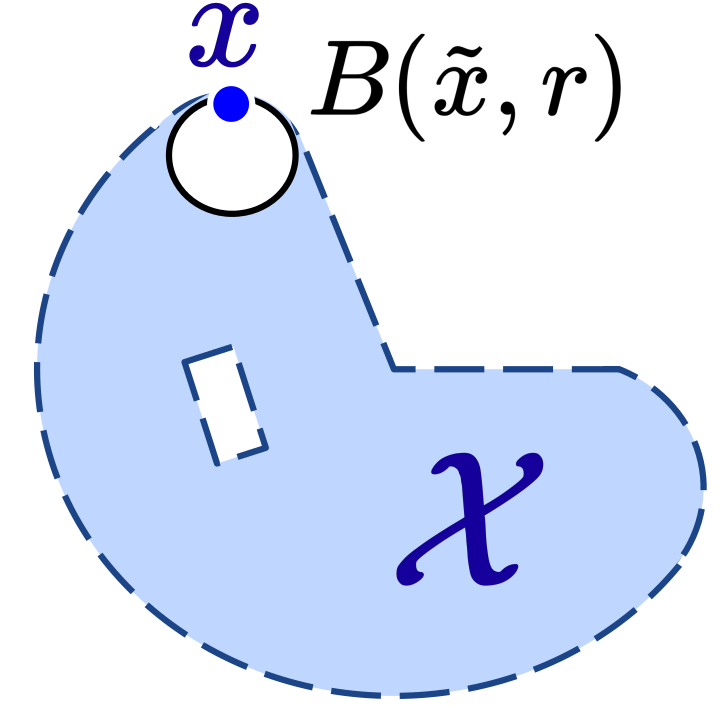 x
B(x̃, r)
𝒳